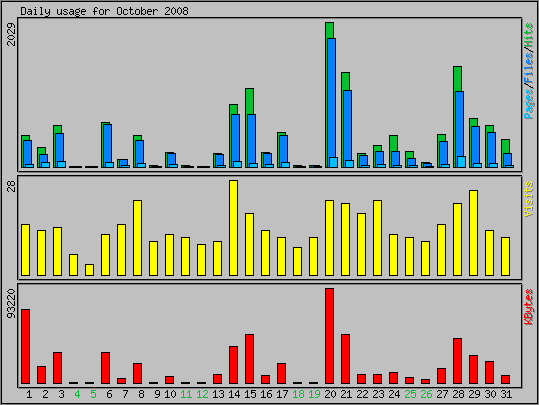 Daily usage for October 2008
2029
Pages/Files/Hits
28
Visits
93220
KBytes
1 2 3 4 5 6 7 8 9 10 11 12 13 14 15 16 17 18 19 20 21 22 23 24 25 26 27 28 29 30 31